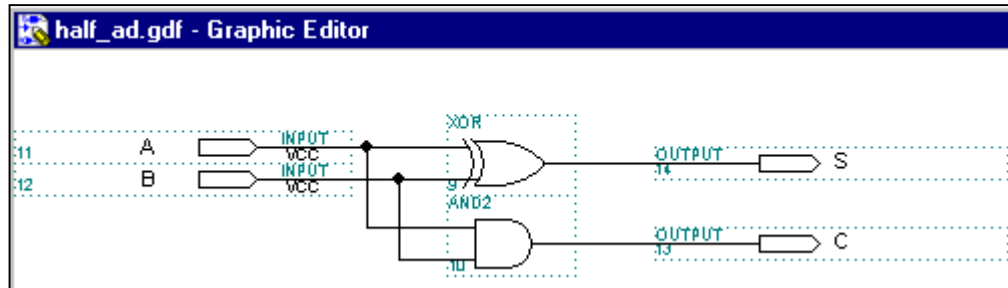 half_ad.gdf - Graphic Editor
XOR
11 A INPUT VCC
OUTPUT 14 S
12 B INPUT VCC
9
AND2
OUTPUT 13 C
10